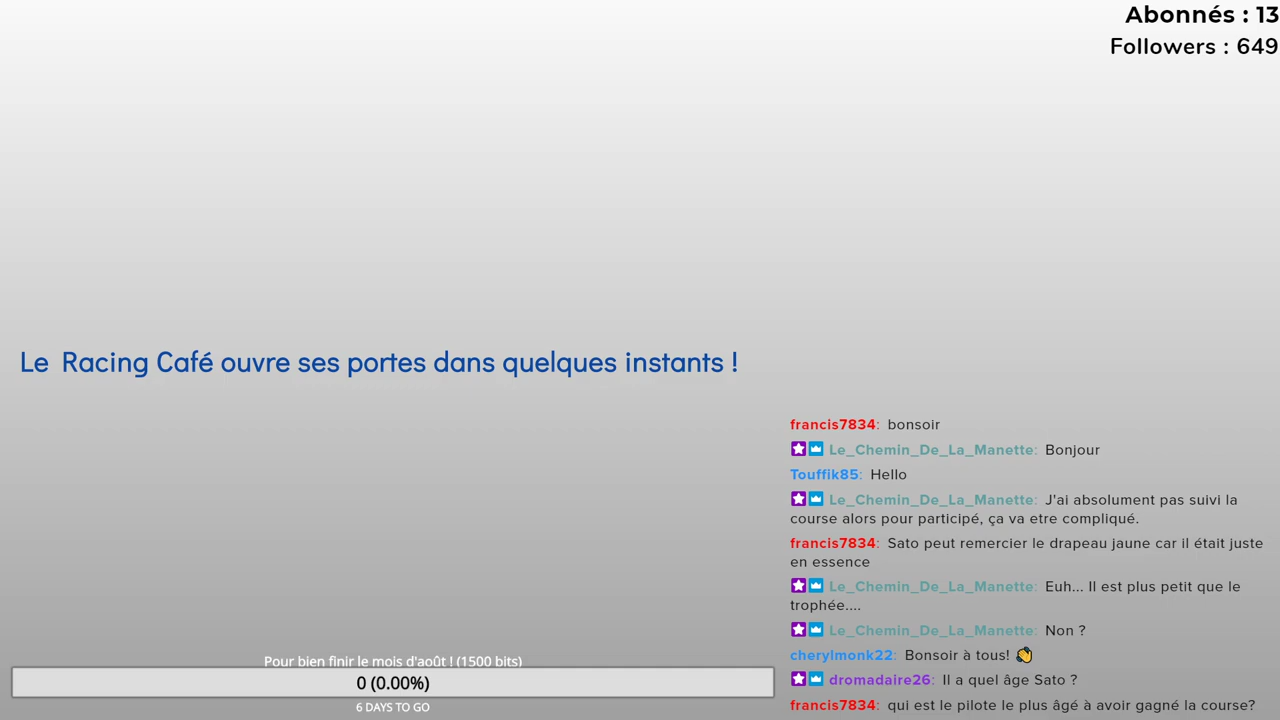 Abonnés : 13
Followers : 649
Le Racing Café ouvre ses portes dans quelques instants !
francis7834: bonsoir
Le_Chemin_De_La_Manette: Bonjour
Touffik85: Hello
Le_Chemin_De_La_Manette: J'ai absolument pas suivi la
course alors pour participé, ça va etre compliqué.
francis7834: Sato peut remercier le drapeau jaune car il était juste
en essence
Le_Chemin_De_La_Manette: Euh... Il est plus petit que le
trophée....
Le_Chemin_De_La_Manette: Non ?
cherylmonk22: Bonsoir à tous! 👏
dromadaire26: Il a quel âge Sato ?
francis7834: qui est le pilote le plus âgé à avoir gagné la course?
Pour bien finir le mois d'août ! (1500 bits)
0 (0.00%)
6 DAYS TO GO